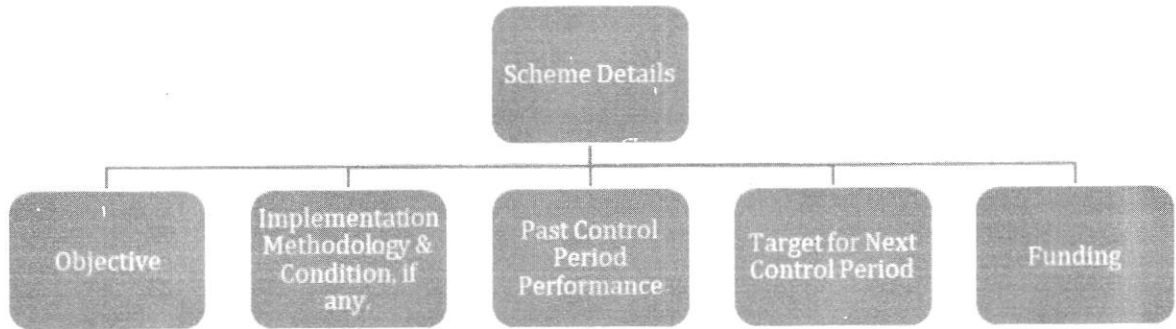 Scheme Details
Objective
Implementation
Methodology &
Condition, if
any.
Past Control
Period
Performance
Target for Next
Control Period
Funding